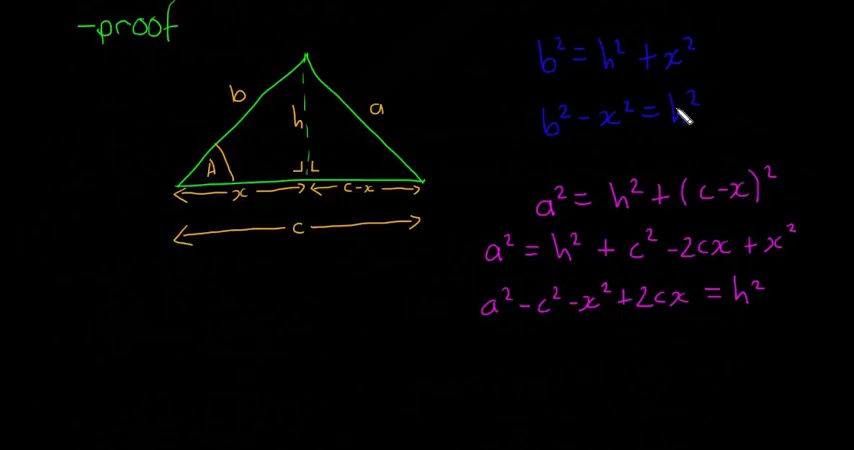 -proof
b
h
a
A
x
c-x
c
b² = h² + x²
b² - x² = h²
a² = h² + (c-x)²
a² = h² + c² - 2cx + x²
a² - c² - x² + 2cx = h²